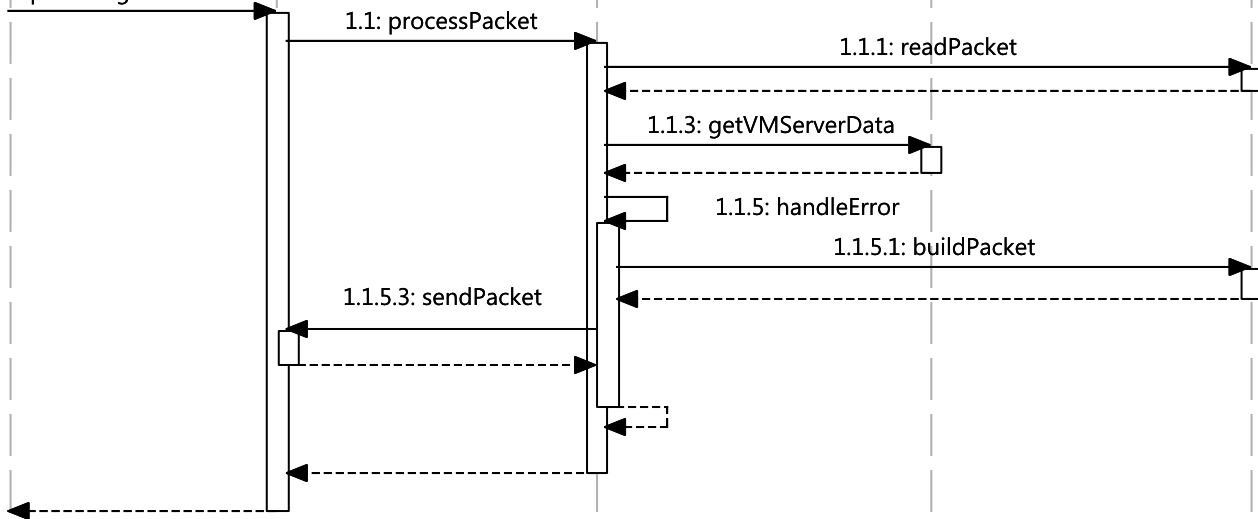 1.1: processPacket
1.1.1: readPacket
1.1.3: getVMServerData
1.1.5: handleError
1.1.5.1: buildPacket
1.1.5.3: sendPacket